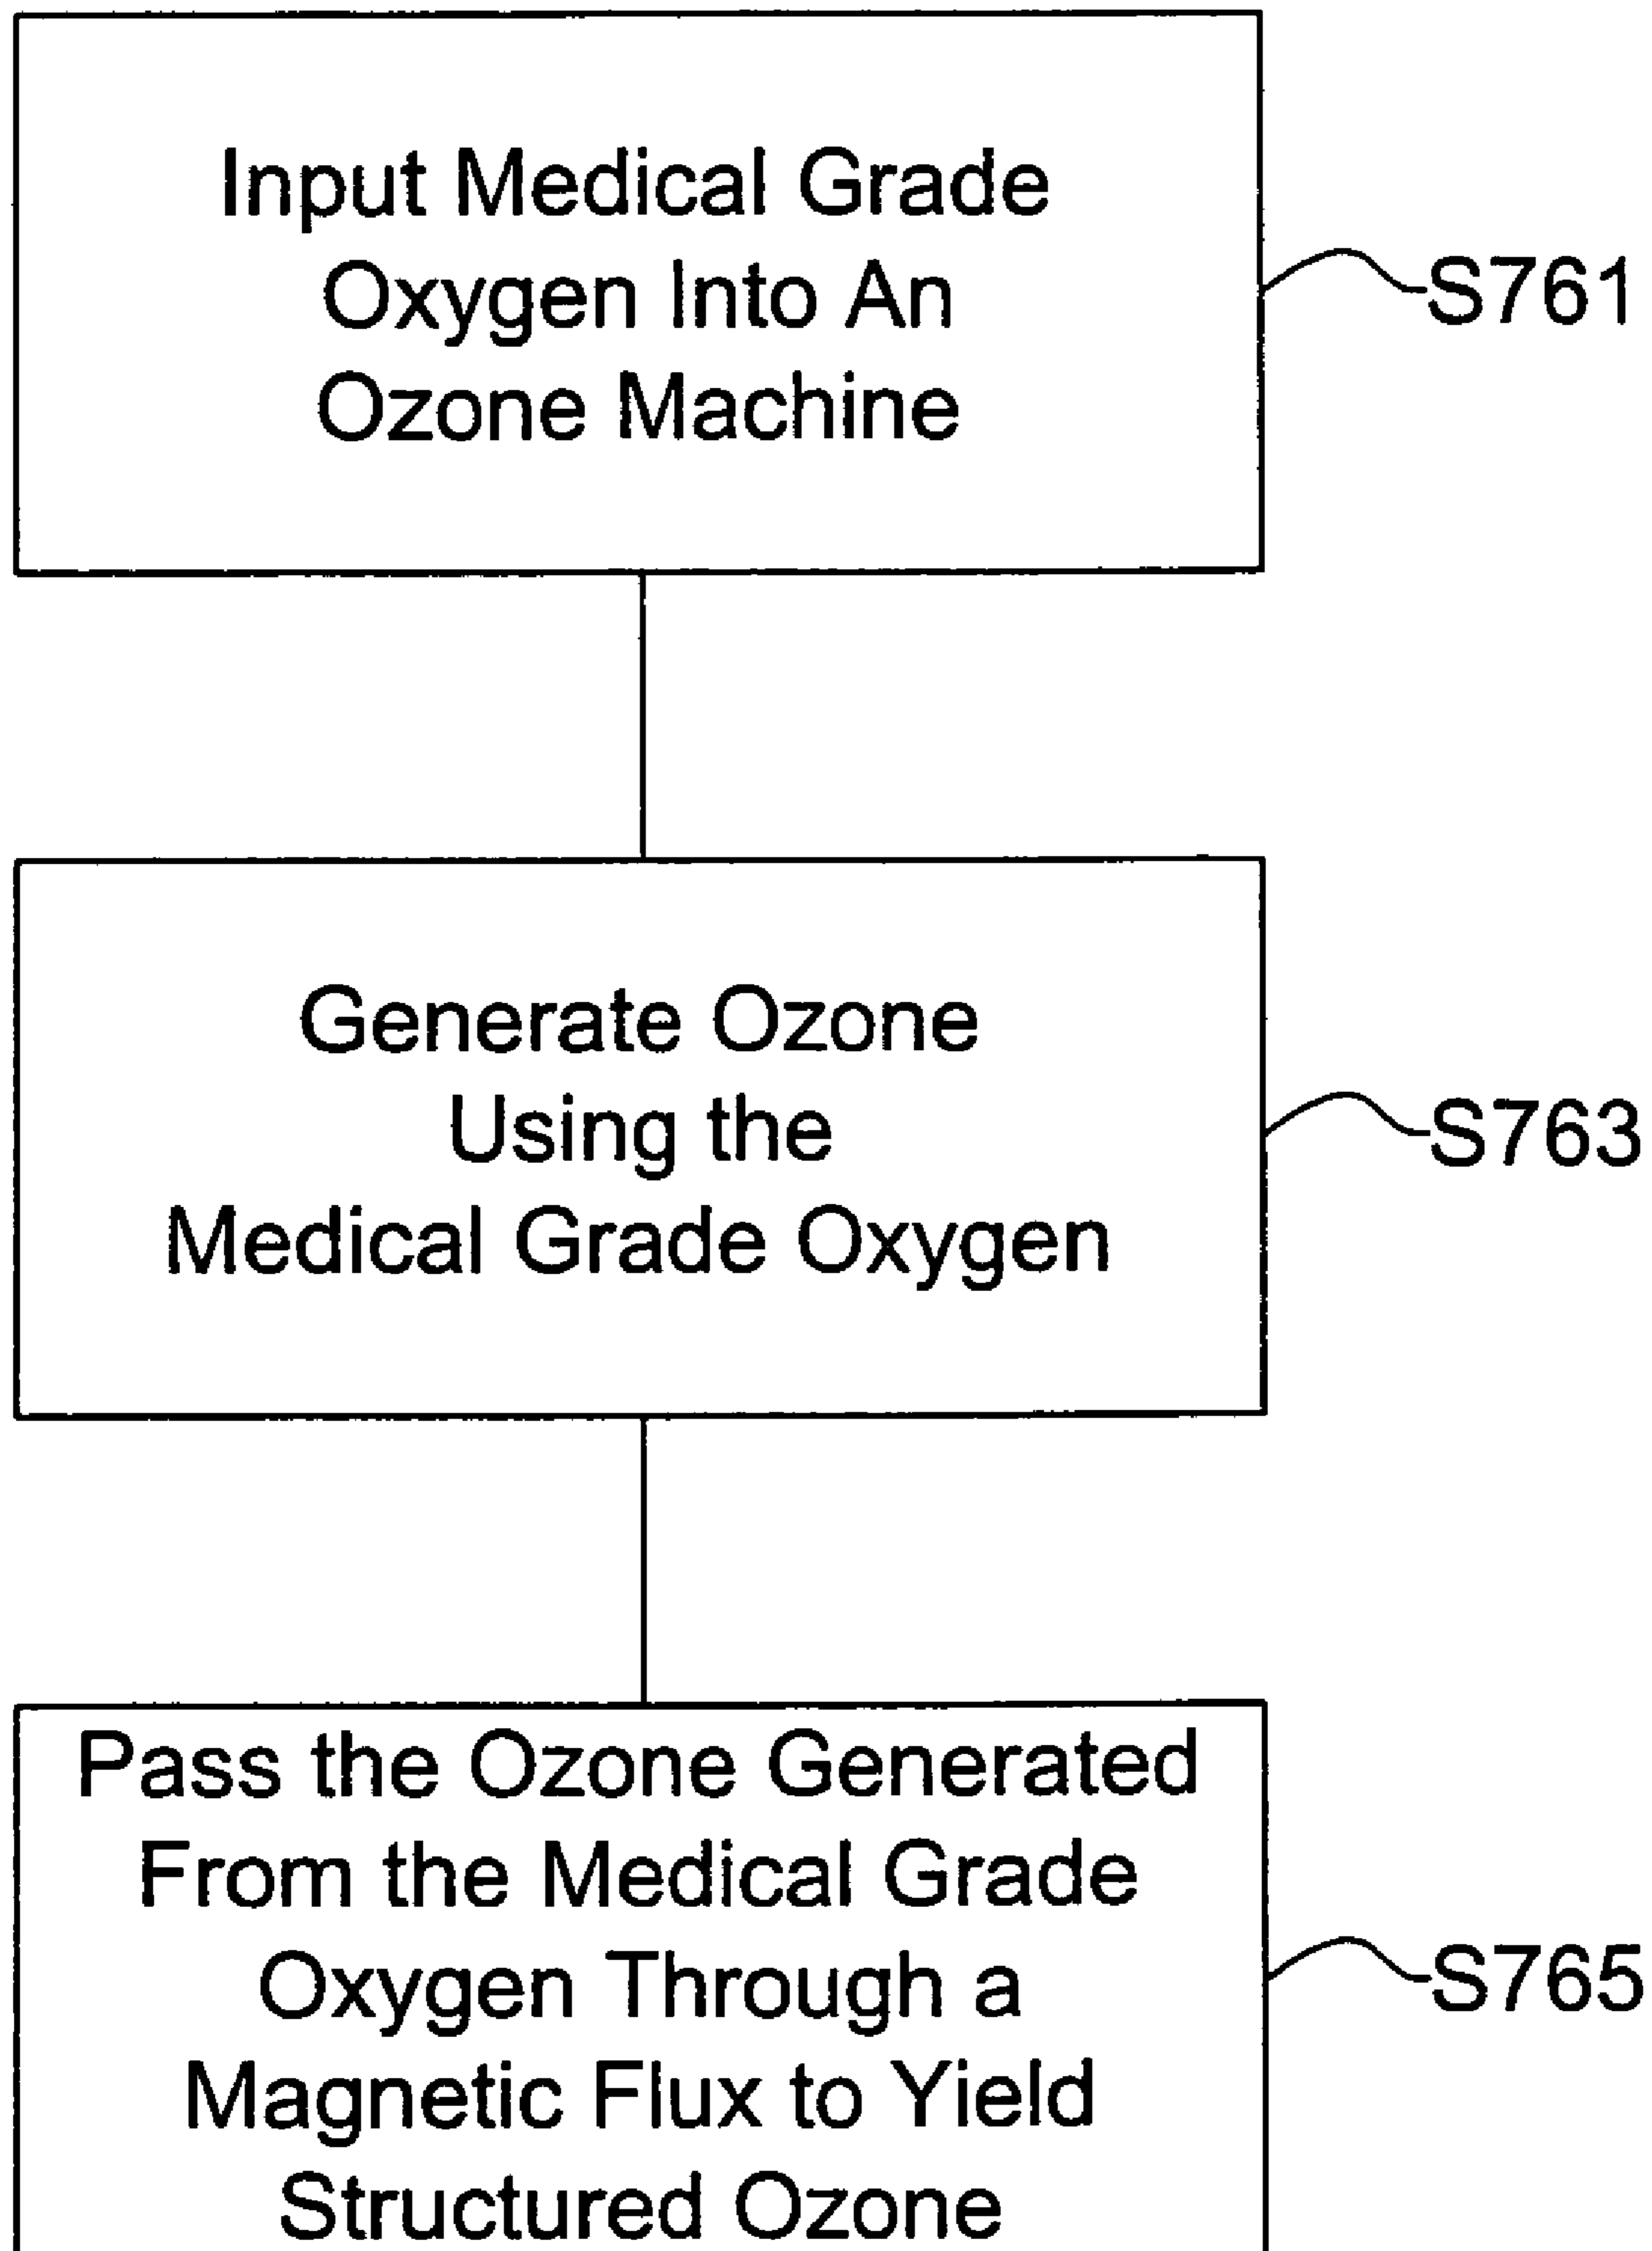 Input Medical Grade
Oxygen Into An
Ozone Machine
S761
Generate Ozone
Using the
Medical Grade Oxygen
S763
Pass the Ozone Generated
From the Medical Grade
Oxygen Through a
Magnetic Flux to Yield
Structured Ozone
S765